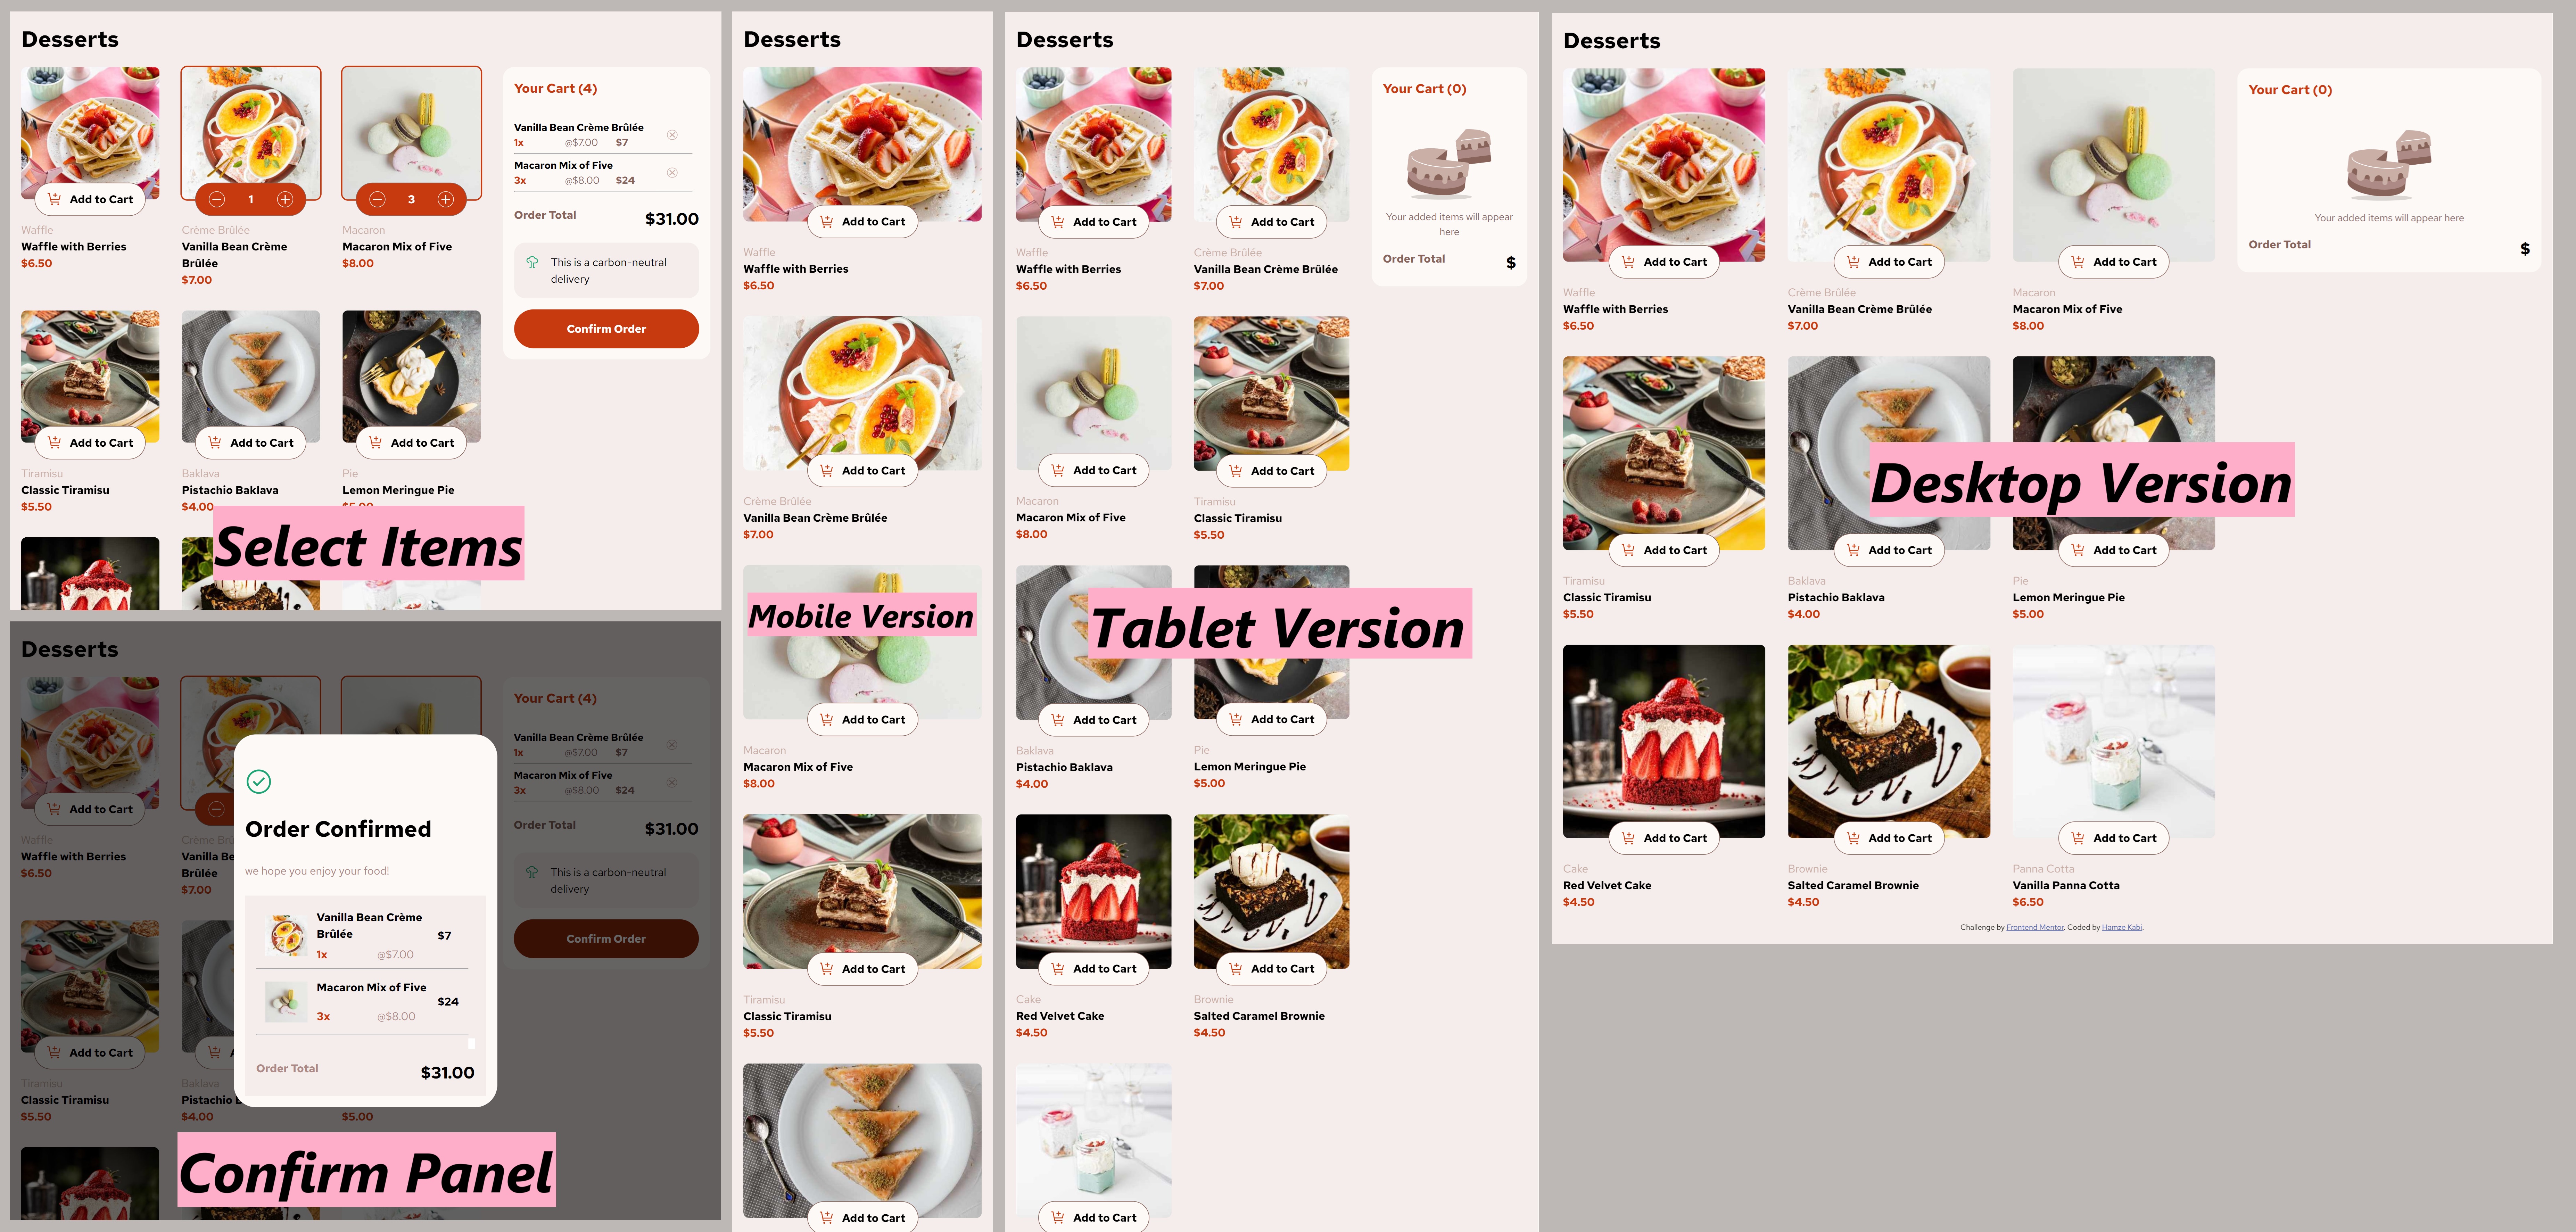 Desserts
Your Cart (4)
Vanilla Bean Crème Brûlée
1x @$7.00 $7
Macaron Mix of Five
3x @$8.00 $24
Order Total $31.00
This is a carbon-neutral
delivery
Confirm Order
Add to Cart
1
3
Waffle
Waffle with Berries
$6.50
Crème Brûlée
Vanilla Bean Crème
Brûlée
$7.00
Macaron
Macaron Mix of Five
$8.00
Add to Cart
Add to Cart
Add to Cart
Tiramisu
Classic Tiramisu
$5.50
Baklava
Pistachio Baklava
$4.00
Pie
Lemon Meringue Pie
$5.00
Select Items
Desserts
Your Cart (4)
Vanilla Bean Crème Brûlée
1x @$7.00 $7
Macaron Mix of Five
3x @$8.00 $24
Order Total $31.00
This is a carbon-neutral
delivery
Confirm Order
Add to Cart
Waffle
Waffle with Berries
$6.50
Crème Br
Vanilla Be
Brûlée
$7.00
Add to Cart
Tiramisu
Classic Tiramisu
$5.50
Baklava
Pistachio B
$4.00
$5.00
Order Confirmed
we hope you enjoy your food!
Vanilla Bean Crème
Brûlée
1x @$7.00
$7
Macaron Mix of Five
3x @$8.00
$24
Order Total $31.00
Confirm Panel
Desserts
Add to Cart
Waffle
Waffle with Berries
$6.50
Add to Cart
Crème Brûlée
Vanilla Bean Crème Brûlée
$7.00
Mobile Version
Add to Cart
Macaron
Macaron Mix of Five
$8.00
Add to Cart
Tiramisu
Classic Tiramisu
$5.50
Add to Cart
Desserts
Your Cart (0)
Your added items will appear
here
Order Total $
Add to Cart
Add to Cart
Waffle
Waffle with Berries
$6.50
Crème Brûlée
Vanilla Bean Crème Brûlée
$7.00
Add to Cart
Add to Cart
Macaron
Macaron Mix of Five
$8.00
Tiramisu
Classic Tiramisu
$5.50
Tablet Version
Add to Cart
Add to Cart
Baklava
Pistachio Baklava
$4.00
Pie
Lemon Meringue Pie
$5.00
Add to Cart
Add to Cart
Cake
Red Velvet Cake
$4.50
Brownie
Salted Caramel Brownie
$4.50
Add to Cart
Desserts
Your Cart (0)
Your added items will appear here
Order Total $
Add to Cart
Add to Cart
Add to Cart
Waffle
Waffle with Berries
$6.50
Crème Brûlée
Vanilla Bean Crème Brûlée
$7.00
Macaron
Macaron Mix of Five
$8.00
Desktop Version
Add to Cart
Add to Cart
Add to Cart
Tiramisu
Classic Tiramisu
$5.50
Baklava
Pistachio Baklava
$4.00
Pie
Lemon Meringue Pie
$5.00
Add to Cart
Add to Cart
Add to Cart
Cake
Red Velvet Cake
$4.50
Brownie
Salted Caramel Brownie
$4.50
Panna Cotta
Vanilla Panna Cotta
$6.50
Challenge by Frontend Mentor. Coded by Hamze Kabi.